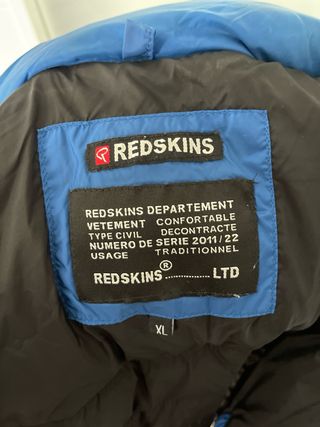 REDSKINS
REDSKINS DEPARTEMENT
VETEMENT CONFORTABLE
TYPE CIVIL DECONTRACTE
NUMERO DE SERIE 2011/22
USAGE TRADITIONNEL
REDSKINS®.................. LTD
XL